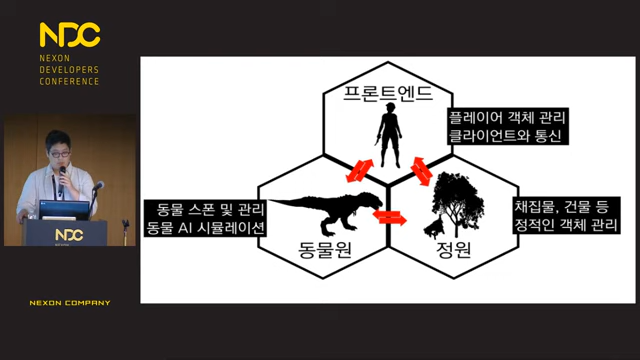 NDC
NEXON
DEVELOPERS
CONFERENCE
프론트엔드
플레이어 객체 관리
클라이언트와 통신
동물 스폰 및 관리
동물 AI 시뮬레이션
동물원
정원
채집물, 건물 등
정적인 객체 관리
NDC
NEXON COMPANY